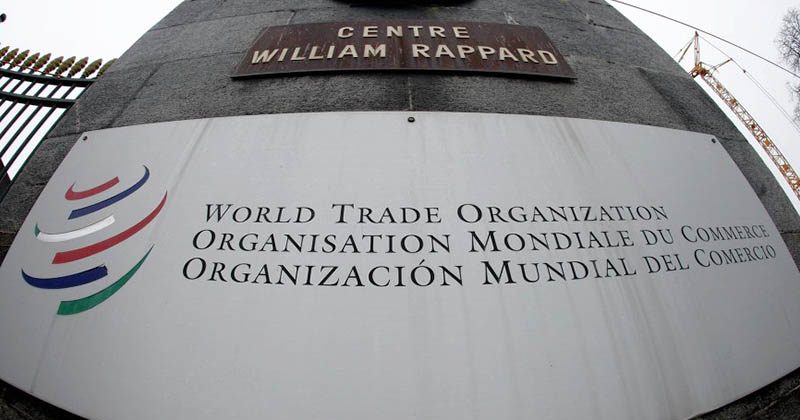 CENTRE
WILLIAM RAPPARD
WORLD TRADE ORGANIZATION
ORGANISATION MONDIALE DU COMMERCE
ORGANIZACIÓN MUNDIAL DEL COMERCIO